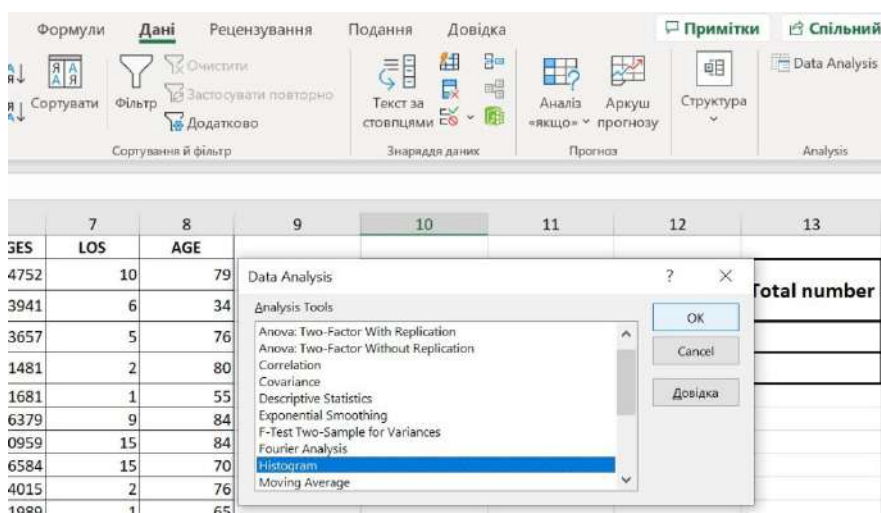 Формули Дані Рецензування Подання Довідка Примітки Спільний
Сортувати
Фільтр
Очистити
Застосувати повторно
Додатково
Сортування й фільтр
Текст за
стовпцями
Знаряддя даних
Аналіз
«якщо»
Аркуш
прогнозу
Прогноз
Структура
Data Analysis
Analysis
7 8 9 10 11 12 13
GES LOS AGE
4752 10 79
3941 6 34
3657 5 76
1481 2 80
1681 1 55
6379 9 84
0959 15 84
6584 15 70
4015 2 76
1989 1 65
Total number
Data Analysis ? ×
Analysis Tools
Anova: Two-Factor With Replication
Anova: Two-Factor Without Replication
Correlation
Covariance
Descriptive Statistics
Exponential Smoothing
F-Test Two-Sample for Variances
Fourier Analysis
Histogram
Moving Average
OK
Cancel
Довідка